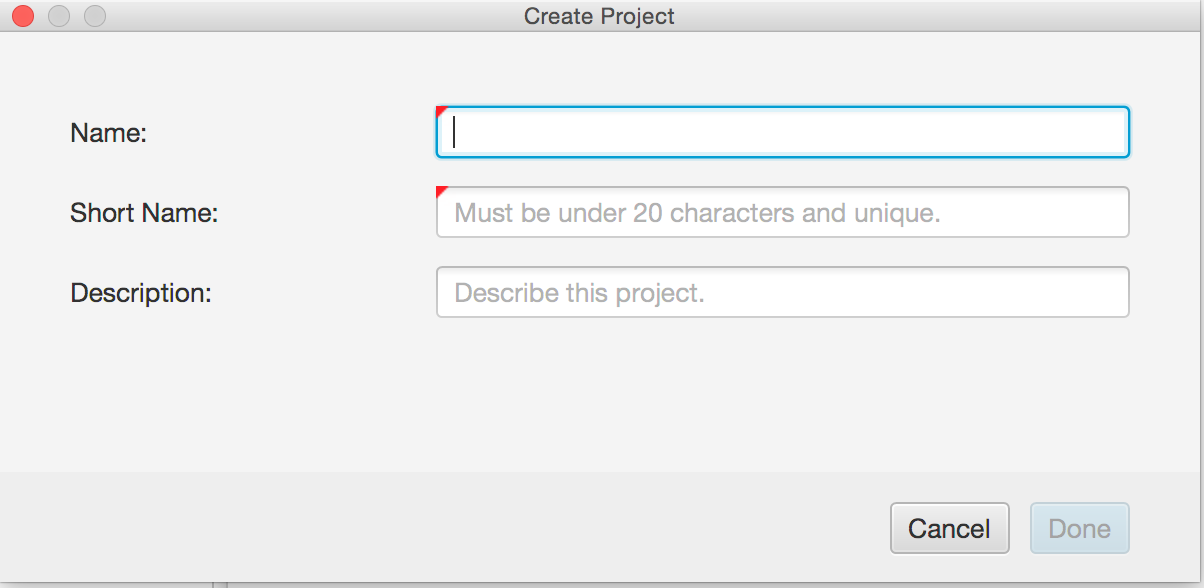 Create Project
Name:
Short Name: Must be under 20 characters and unique.
Description: Describe this project.
Cancel Done